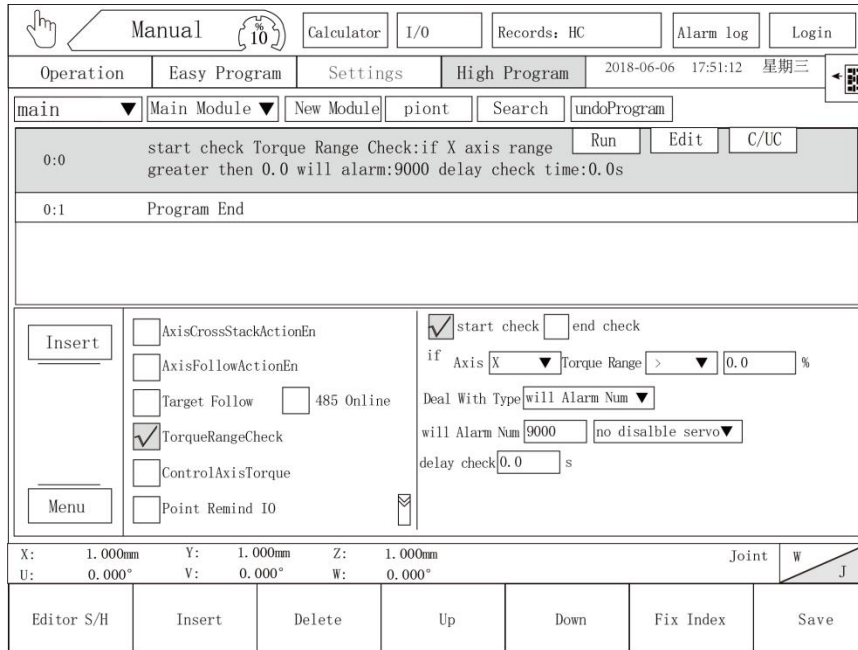 Manual % 10 Calculator I/O Records: HC Alarm log Login
Operation Easy Program Settings High Program 2018-06-06 17:51:12 星期三
main Main Module New Module piont Search undoProgram
0:0 start check Torque Range Check:if X axis range greater then 0.0 will alarm:9000 delay check time:0.0s
Run Edit C/UC
0:1 Program End
Insert
Menu
AxisCrossStackActionEn
AxisFollowActionEn
Target Follow 485 Online
TorqueRangeCheck
ControlAxisTorque
Point Remind IO
start check end check
if Axis X Torque Range > 0.0 %
Deal With Type will Alarm Num
will Alarm Num 9000 no disalble servo
delay check 0.0 s
X: 1.000mm Y: 1.000mm Z: 1.000mm Joint W
U: 0.000° V: 0.000° W: 0.000° J
Editor S/H Insert Delete Up Down Fix Index Save